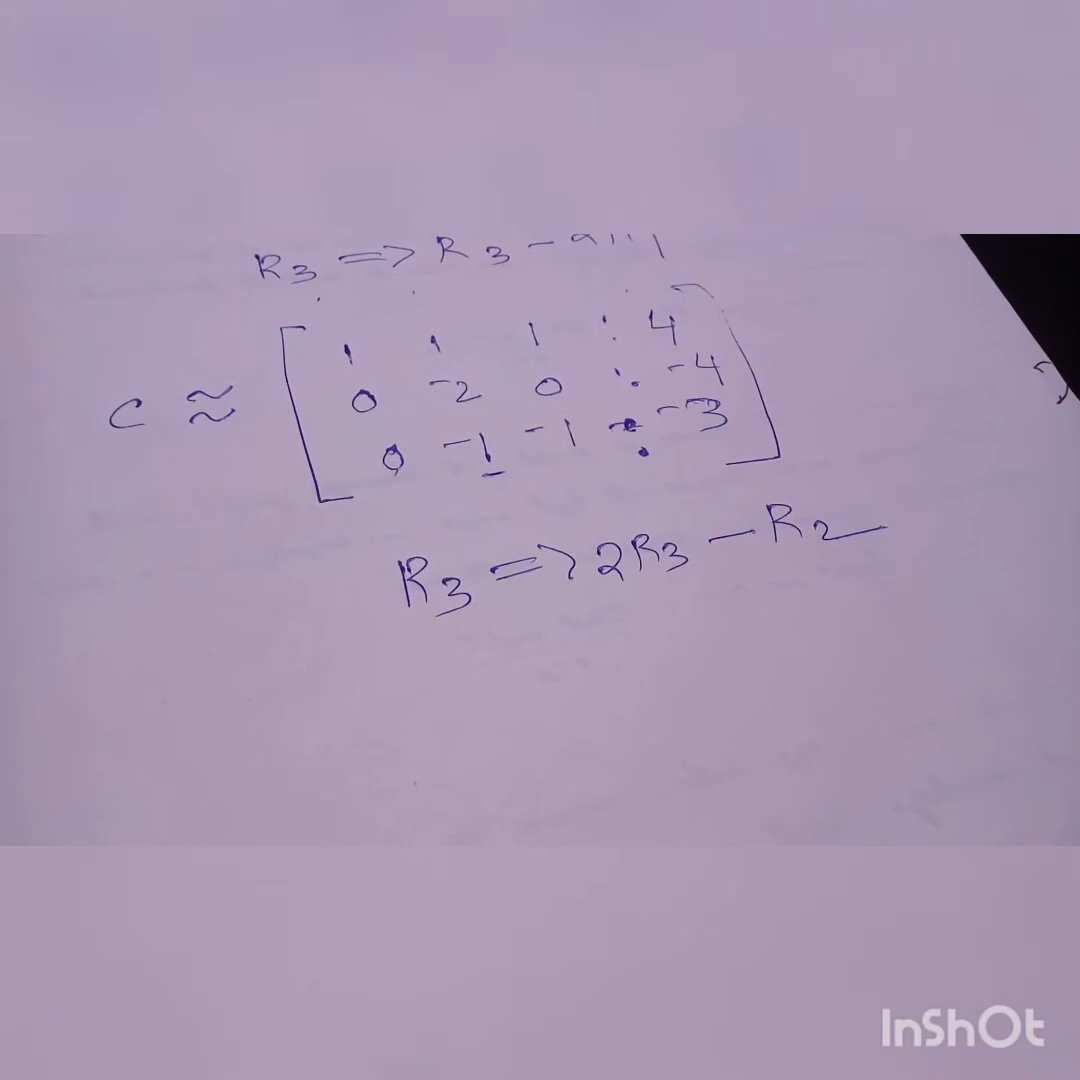 R3 => R3 -
1 1 1 : 4
C ≈ 0 -2 0 : -4
0 -1 -1 : -3
R3 => 2R3 - R2
InShOt